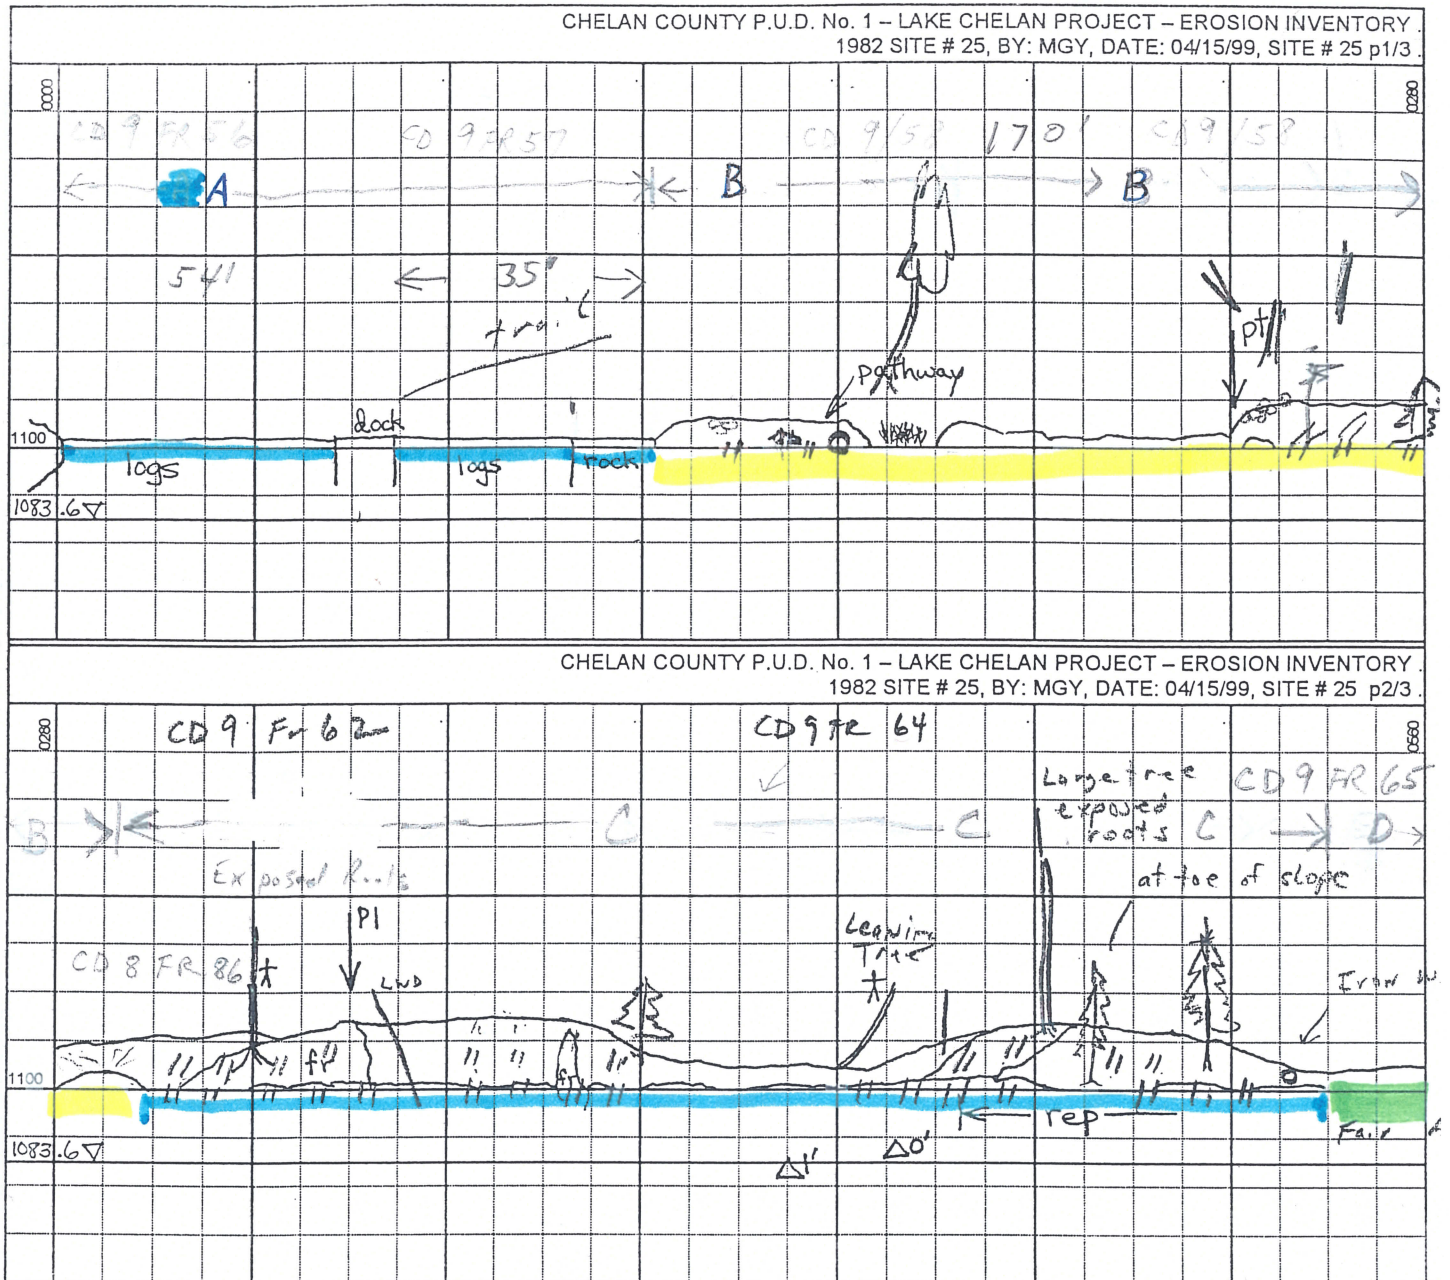 CHELAN COUNTY P.U.D. No. 1 – LAKE CHELAN PROJECT – EROSION INVENTORY .
1982 SITE # 25, BY: MGY, DATE: 04/15/99, SITE # 25 p1/3 .
0000
0280
CD 9 FR 56
CD 9 FR 57
CD 9/58
170'
CD 9/58
A
B
B
541
35'
trail
pt
pathway
dock
1100
logs
logs
rock
1083.6▽
CHELAN COUNTY P.U.D. No. 1 – LAKE CHELAN PROJECT – EROSION INVENTORY .
1982 SITE # 25, BY: MGY, DATE: 04/15/99, SITE # 25 p2/3 .
0280
0560
CD 9 Fr 62
CD 9 FR 64
Large tree
exposed
roots
at toe of slope
CD 9 FR 65
B
C
C
C
D
Exposed Roots
PI
CD 8 FR 86
LWD
Leaning
Tree
fr
1100
rep
Fair
1083.6▽
Δ1'
Δ0'